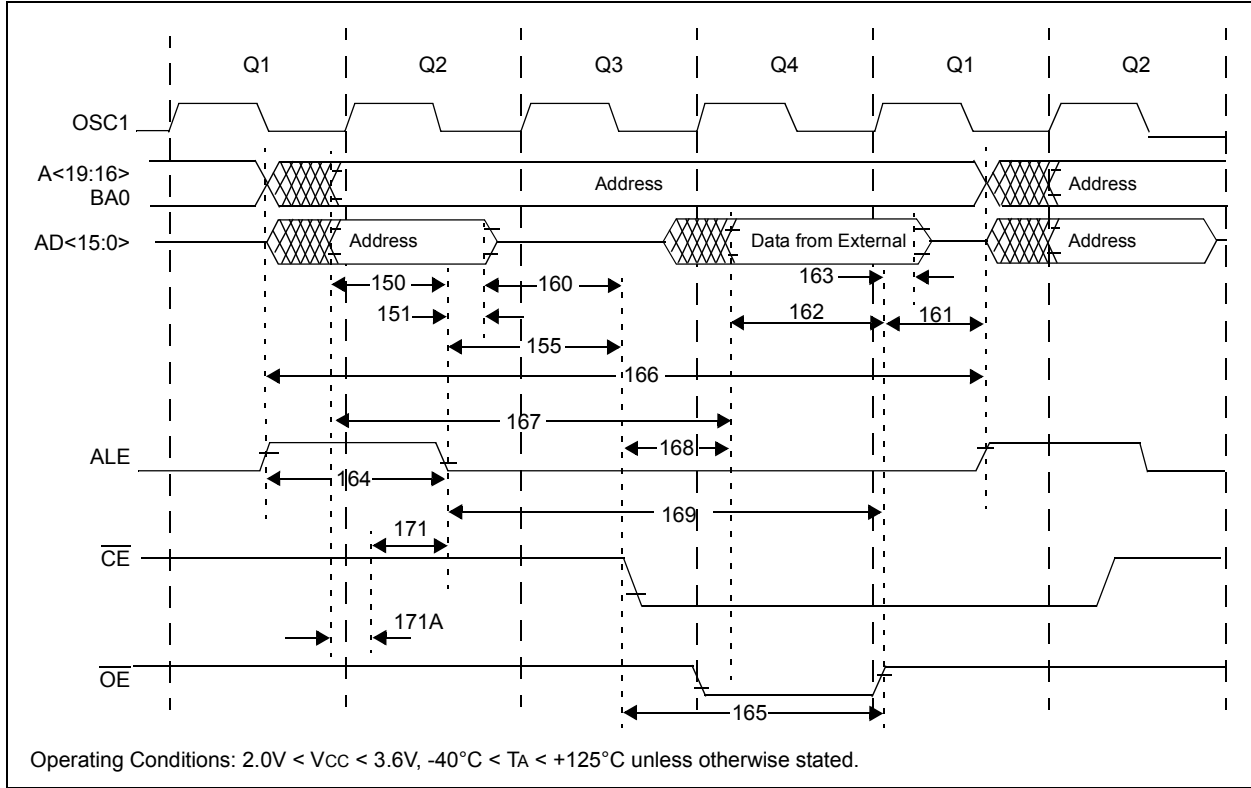 Q1 Q2 Q3 Q4 Q1 Q2
OSC1
A<19:16>
BA0
Address
Address
AD<15:0>
Address
Data from External
Address
163
150
160
151
162
161
155
166
167
168
ALE
164
169
171
CE
171A
OE
165
Operating Conditions: 2.0V < VCC < 3.6V, -40°C < TA < +125°C unless otherwise stated.